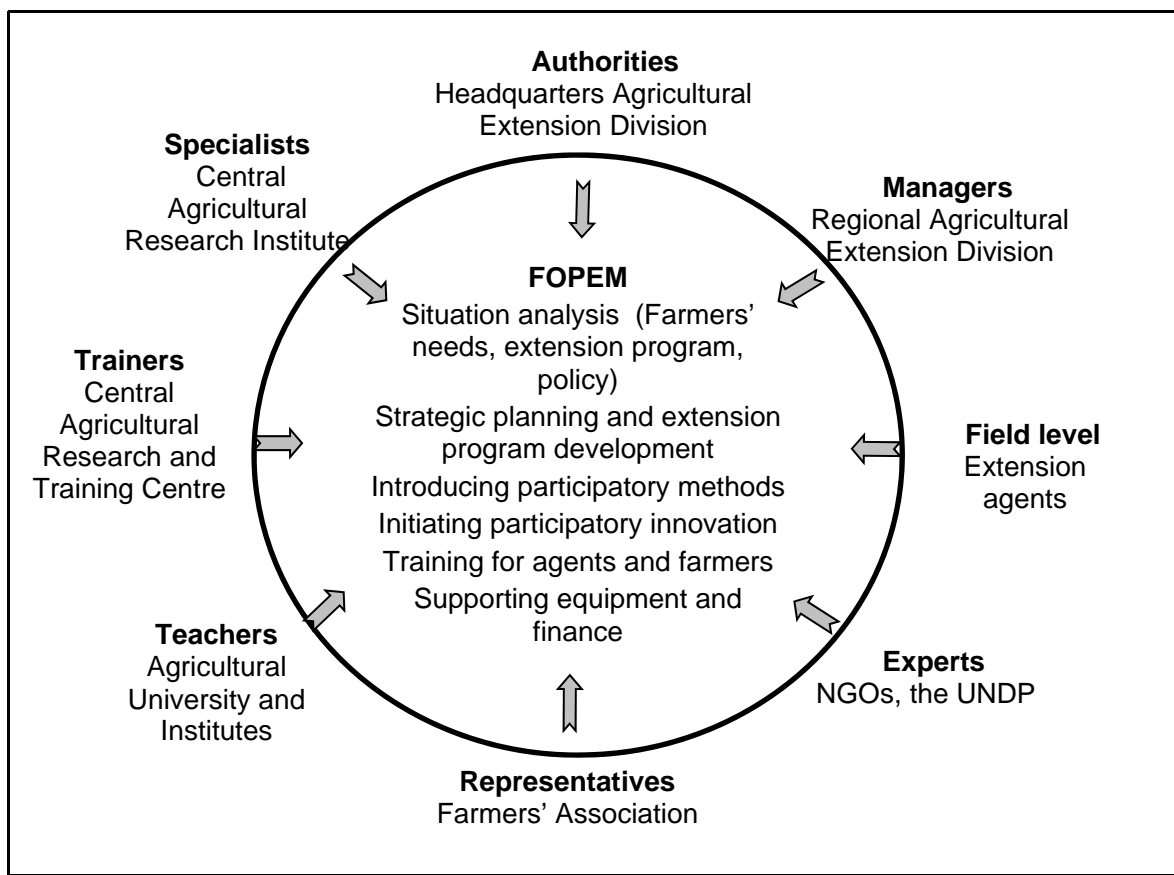 Authorities
Headquarters Agricultural
Extension Division
Specialists
Central
Agricultural
Research Institute
Managers
Regional Agricultural
Extension Division
FOPEM
Situation analysis (Farmers’
needs, extension program,
policy)
Strategic planning and extension
program development
Introducing participatory methods
Initiating participatory innovation
Training for agents and farmers
Supporting equipment and
finance
Trainers
Central
Agricultural
Research and
Training Centre
Field level
Extension
agents
Teachers
Agricultural
University and
Institutes
Experts
NGOs, the UNDP
Representatives
Farmers’ Association